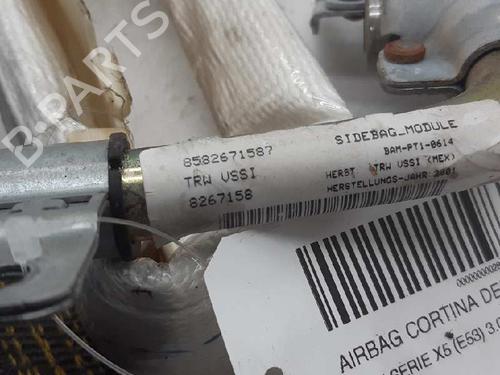 B-PARTS
SIDEBAG_MODULE
8582671587
BAM-PT1-0614
TRW VSSI
HERST TRW VSSI (MEX)
8267158
HERSTELLUNGS-JAHR 2001
AIRBAG CORTINA DE
SERIE X5 (E53) 3.0